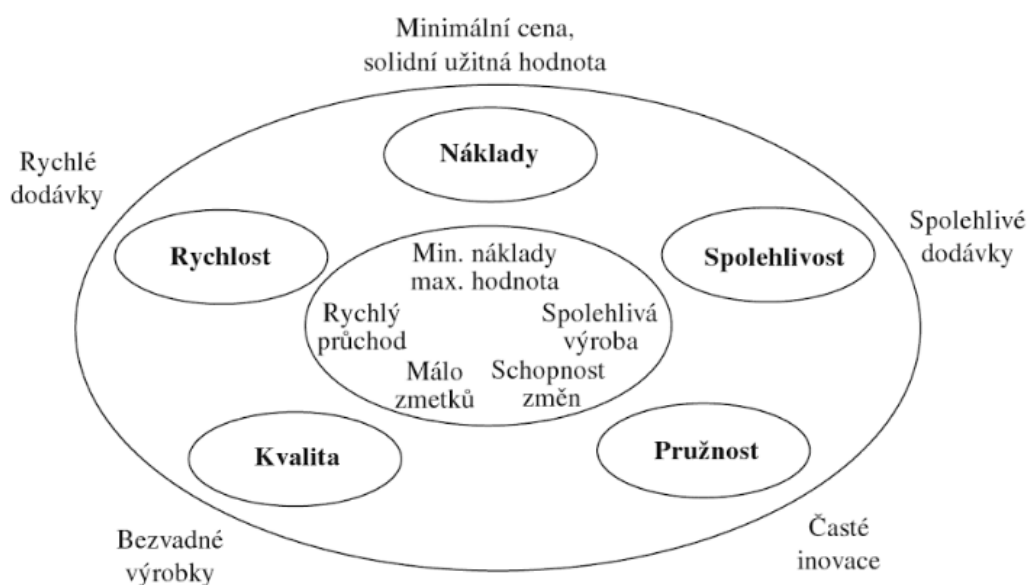 Minimální cena,
solidní užitná hodnota
Náklady
Rychlé
dodávky
Spolehlivé
dodávky
Rychlost
Spolehlivost
Min. náklady
max. hodnota
Rychlý
průchod
Spolehlivá
výroba
Málo
zmetků
Schopnost
změn
Kvalita
Pružnost
Bezvadné
výrobky
Časté
inovace